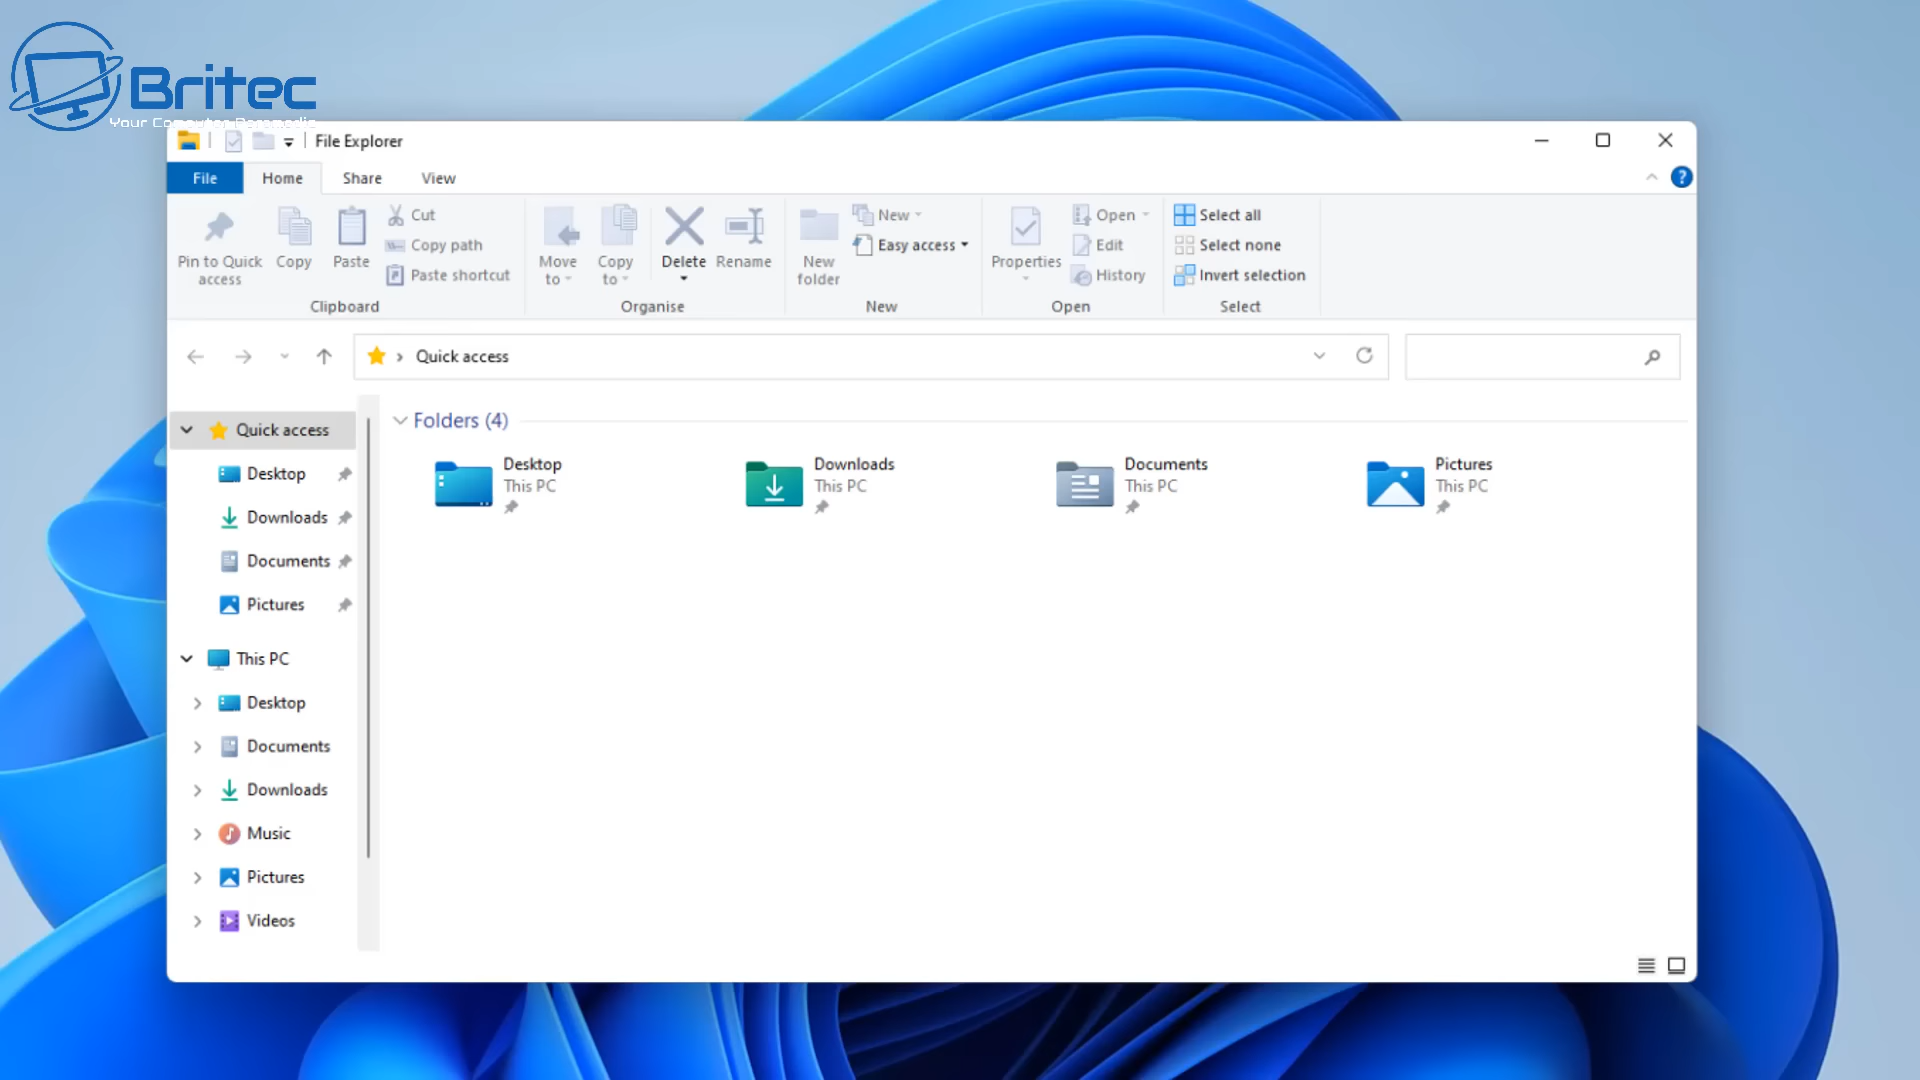 Britec
Your Computer Paramedic
File Explorer
File Home Share View
Pin to Quick access
Copy
Paste
Cut
Copy path
Paste shortcut
Clipboard
Move to
Copy to
Delete
Rename
Organise
New folder
New
Easy access
New
Properties
Open
Edit
History
Open
Select all
Select none
Invert selection
Select
Quick access
Quick access
Desktop
Downloads
Documents
Pictures
This PC
Desktop
Documents
Downloads
Music
Pictures
Videos
Folders (4)
Desktop
This PC
Downloads
This PC
Documents
This PC
Pictures
This PC